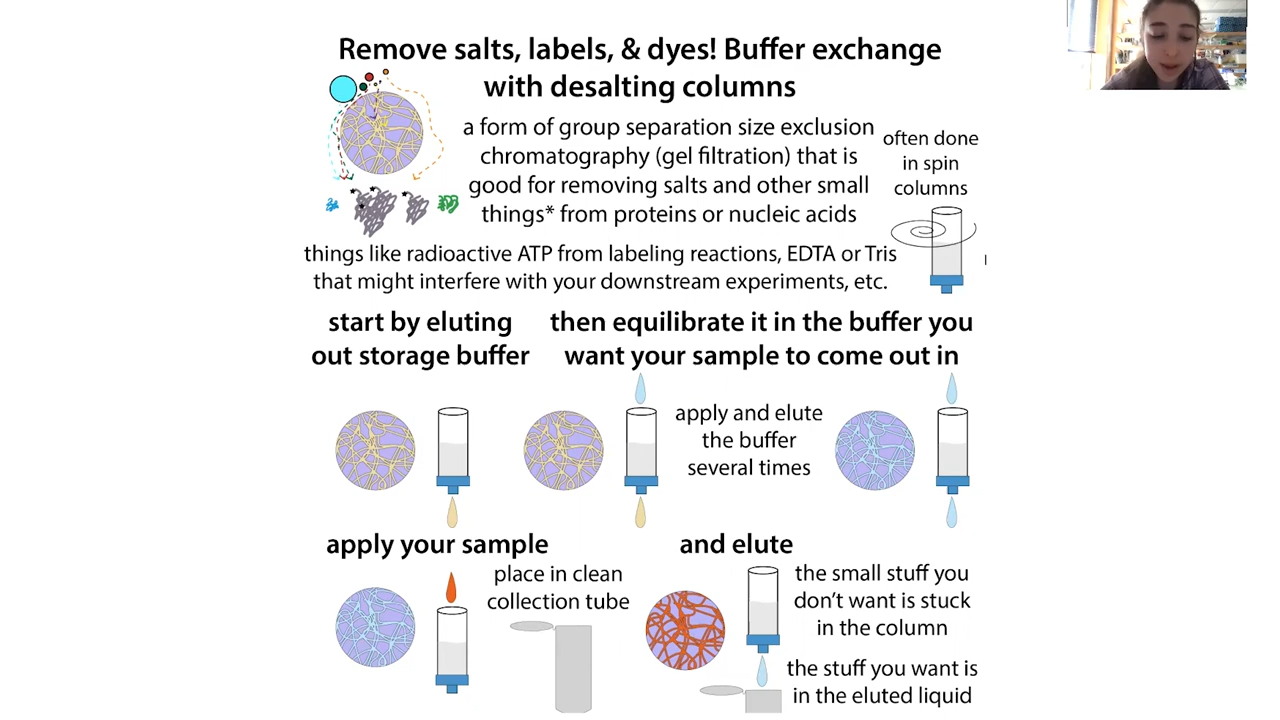 Remove salts, labels, & dyes! Buffer exchange
with desalting columns
a form of group separation size exclusion
chromatography (gel filtration) that is
good for removing salts and other small
things* from proteins or nucleic acids
often done
in spin
columns
things like radioactive ATP from labeling reactions, EDTA or Tris
that might interfere with your downstream experiments, etc.
start by eluting
out storage buffer
then equilibrate it in the buffer you
want your sample to come out in
apply and elute
the buffer
several times
apply your sample
place in clean
collection tube
and elute
the small stuff you
don't want is stuck
in the column
the stuff you want is
in the eluted liquid